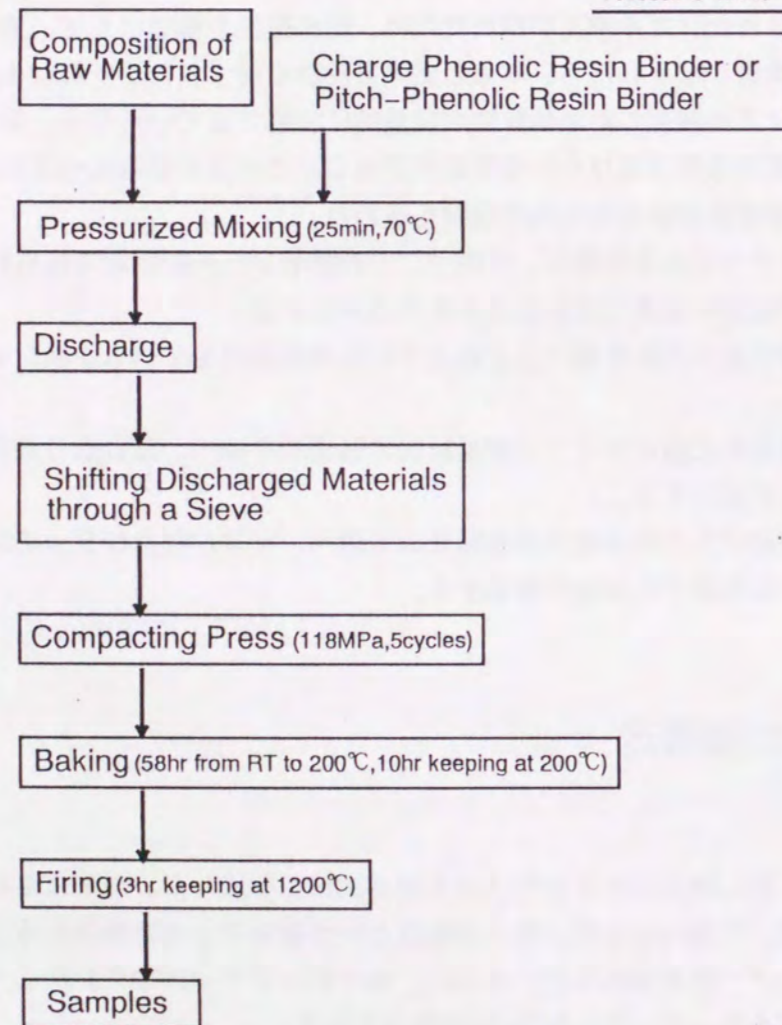 Composition of
Raw Materials
Charge Phenolic Resin Binder or
Pitch-Phenolic Resin Binder
Pressurized Mixing (25min,70℃)
Discharge
Shifting Discharged Materials
through a Sieve
Compacting Press (118MPa,5cycles)
Baking (58hr from RT to 200℃,10hr keeping at 200℃)
Firing (3hr keeping at 1200℃)
Samples